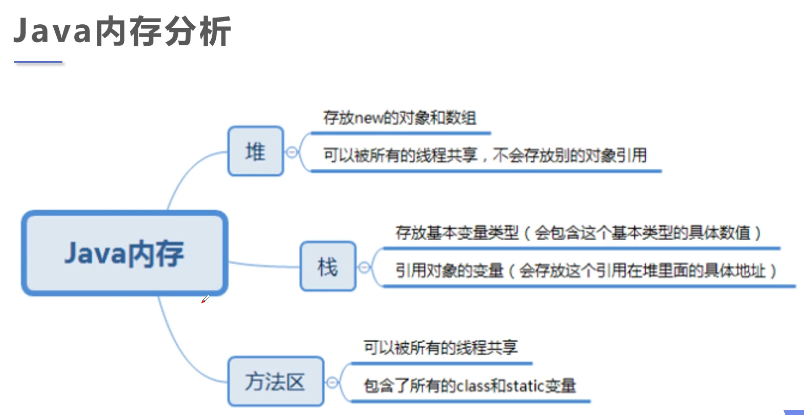 Java内存分析
存放new的对象和数组
堆
可以被所有的线程共享，不会存放别的对象引用
存放基本变量类型（会包含这个基本类型的具体数值）
Java内存
栈
引用对象的变量（会存放这个引用在堆里面的具体地址）
可以被所有的线程共享
方法区
包含了所有的class和static变量